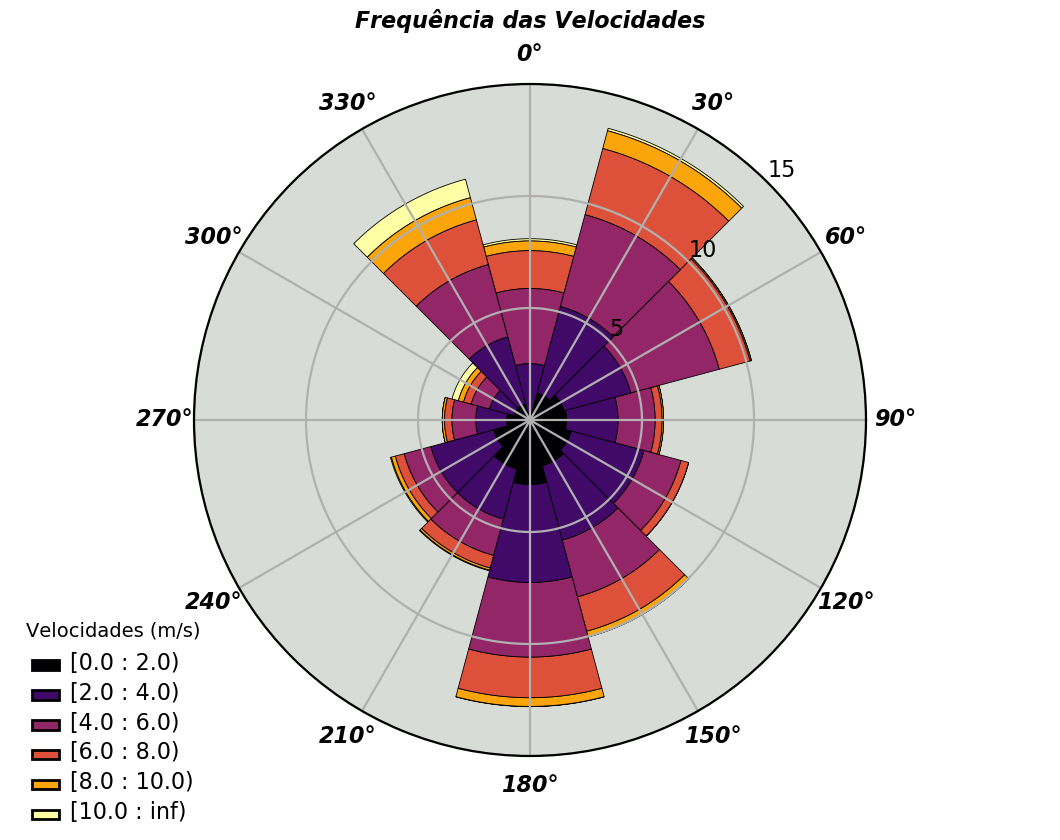 Frequência das Velocidades
0°
330°
30°
15
300°
60°
10
5
270°
90°
240°
120°
210°
150°
180°
Velocidades (m/s)
[0.0 : 2.0)
[2.0 : 4.0)
[4.0 : 6.0)
[6.0 : 8.0)
[8.0 : 10.0)
[10.0 : inf)